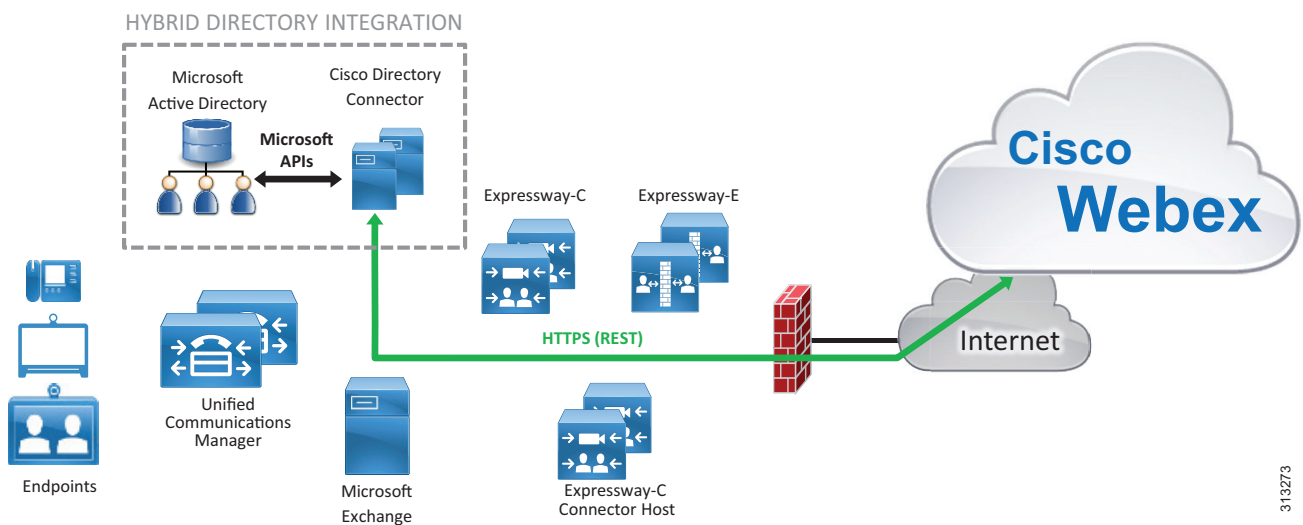 HYBRID DIRECTORY INTEGRATION
Microsoft
Active Directory
Cisco Directory
Connector
Microsoft
APIs
Expressway-C
Expressway-E
Cisco
Webex
HTTPS (REST)
Internet
Unified
Communications
Manager
Endpoints
Microsoft
Exchange
Expressway-C
Connector Host
313273